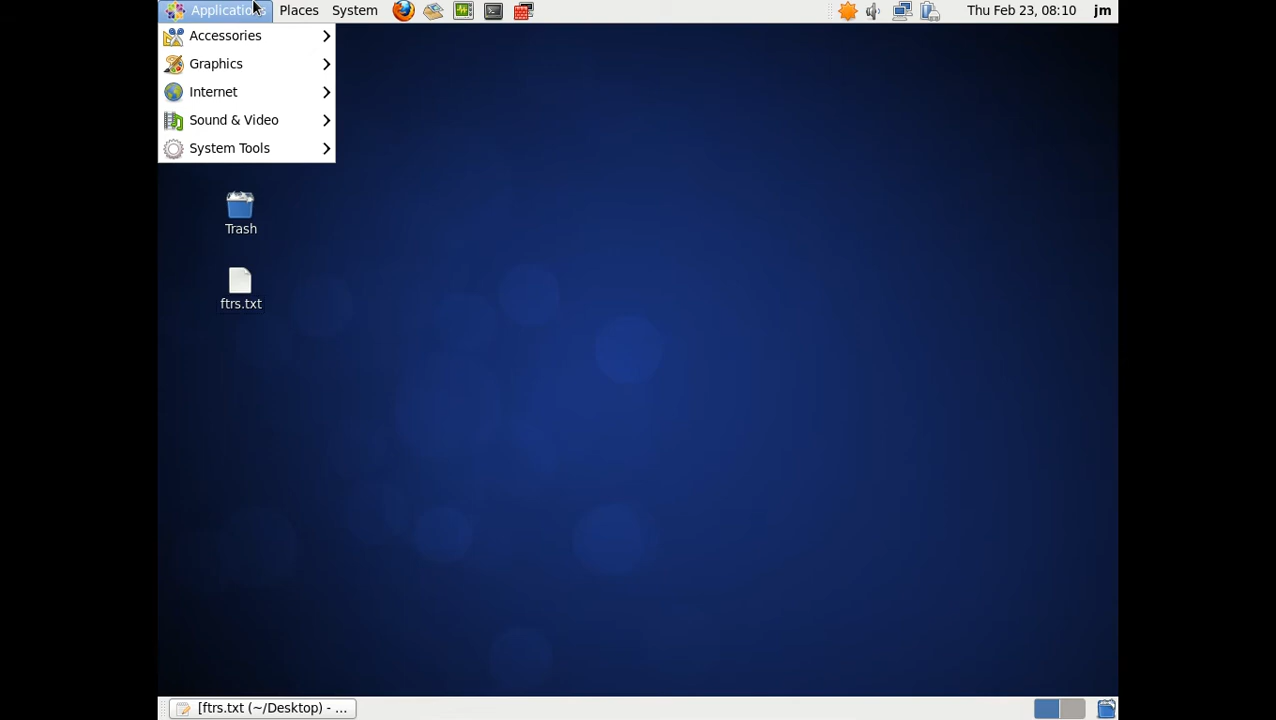 Applications Places System Thu Feb 23, 08:10 jm
Accessories
Graphics
Internet
Sound & Video
System Tools
Trash
ftrs.txt
[ftrs.txt (~/Desktop) - ...